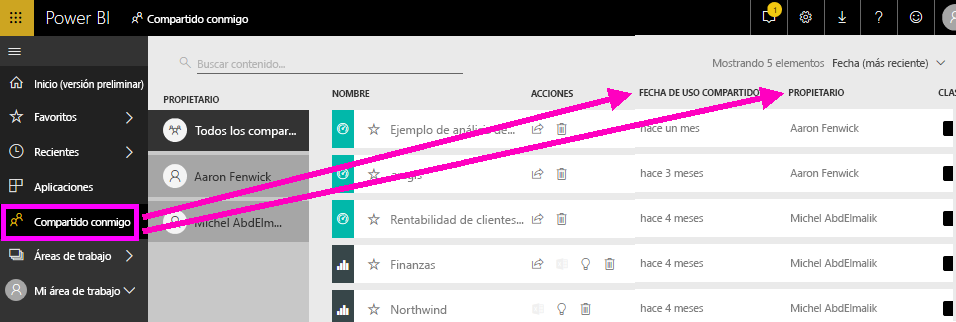 Power BI
Compartido conmigo
1
?
Buscar contenido...
Mostrando 5 elementos Fecha (más reciente)
Inicio (versión preliminar)
Favoritos
Recientes
Aplicaciones
Compartido conmigo
Áreas de trabajo
Mi área de trabajo
PROPIETARIO
Todos los compar...
Aaron Fenwick
Michel AbdElm...
NOMBRE ACCIONES FECHA DE USO COMPARTIDO PROPIETARIO CLAS
Ejemplo de análisis de... hace un mes Aaron Fenwick
hace 3 meses Aaron Fenwick
Rentabilidad de clientes... hace 4 meses Michel AbdElmalik
Finanzas hace 4 meses Michel AbdElmalik
Northwind hace 4 meses Michel AbdElmalik